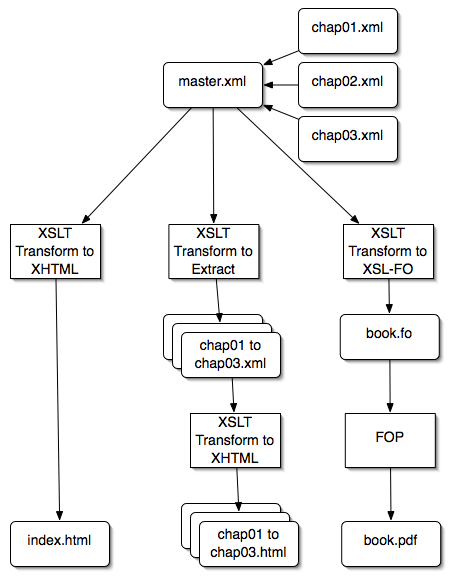 chap01.xml
master.xml
chap02.xml
chap03.xml
XSLT
Transform to
XHTML
XSLT
Transform to
Extract
XSLT
Transform to
XSL-FO
chap01 to
chap03.xml
book.fo
XSLT
Transform to
XHTML
FOP
index.html
chap01 to
chap03.html
book.pdf